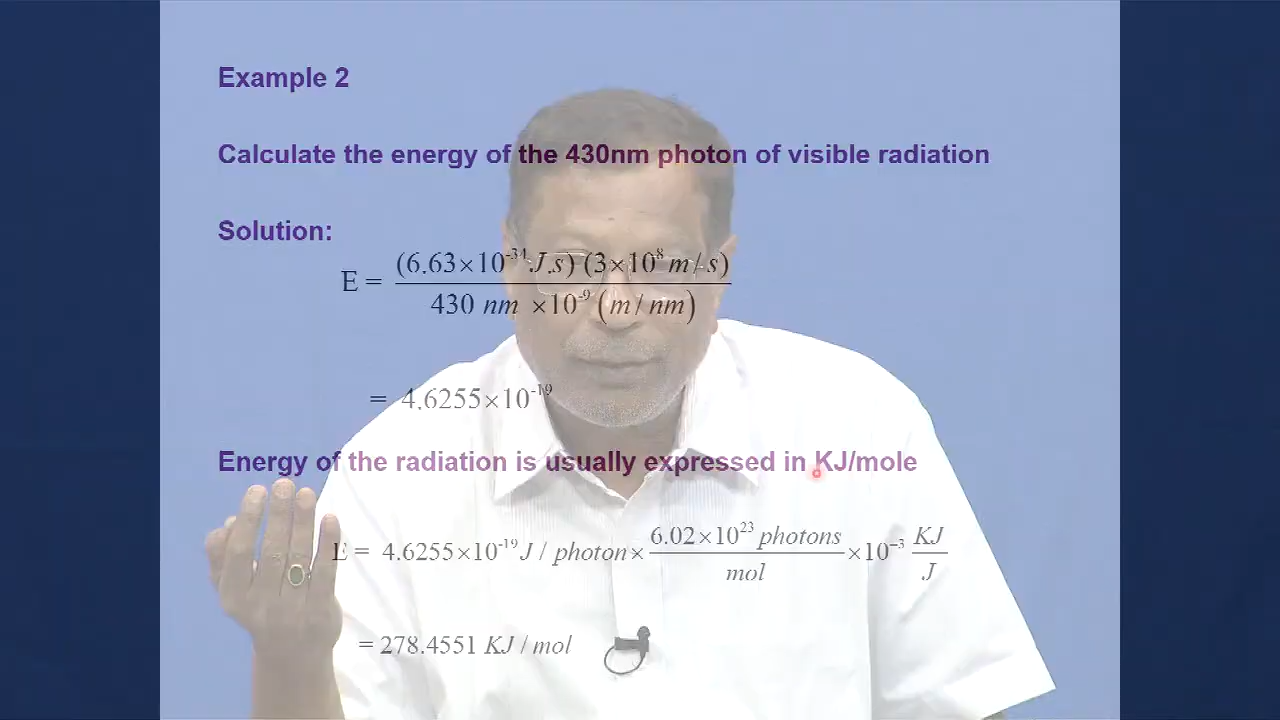 Example 2
Calculate the energy of the 430nm photon of visible radiation
Solution:
E = (6.63×10⁻³⁴ J.s) (3×10⁸ m/s) / 430 nm ×10⁻⁹ (m/nm)
= 4.6255×10⁻¹⁹
Energy of the radiation is usually expressed in KJ/mole
E = 4.6255×10⁻¹⁹ J / photon × 6.02×10²³ photons / mol ×10⁻³ KJ / J
= 278.4551 KJ / mol